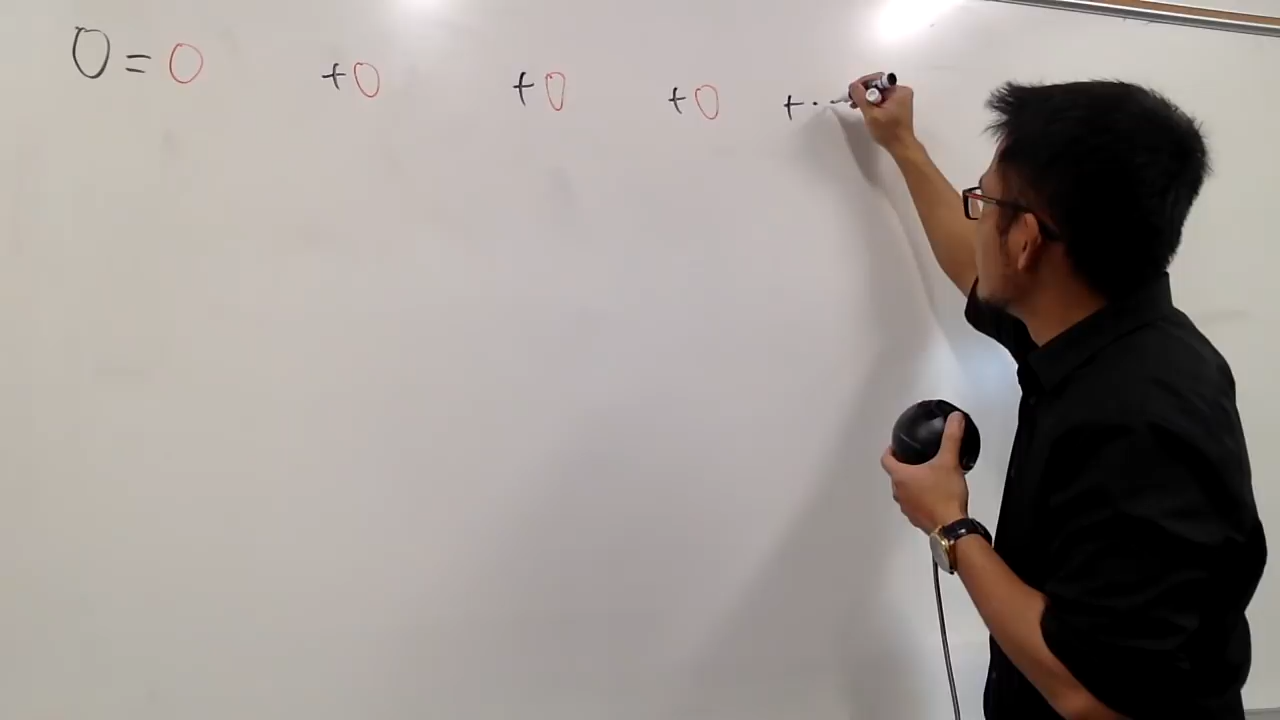 0 = 0 + 0 + 0 + 0 + ·